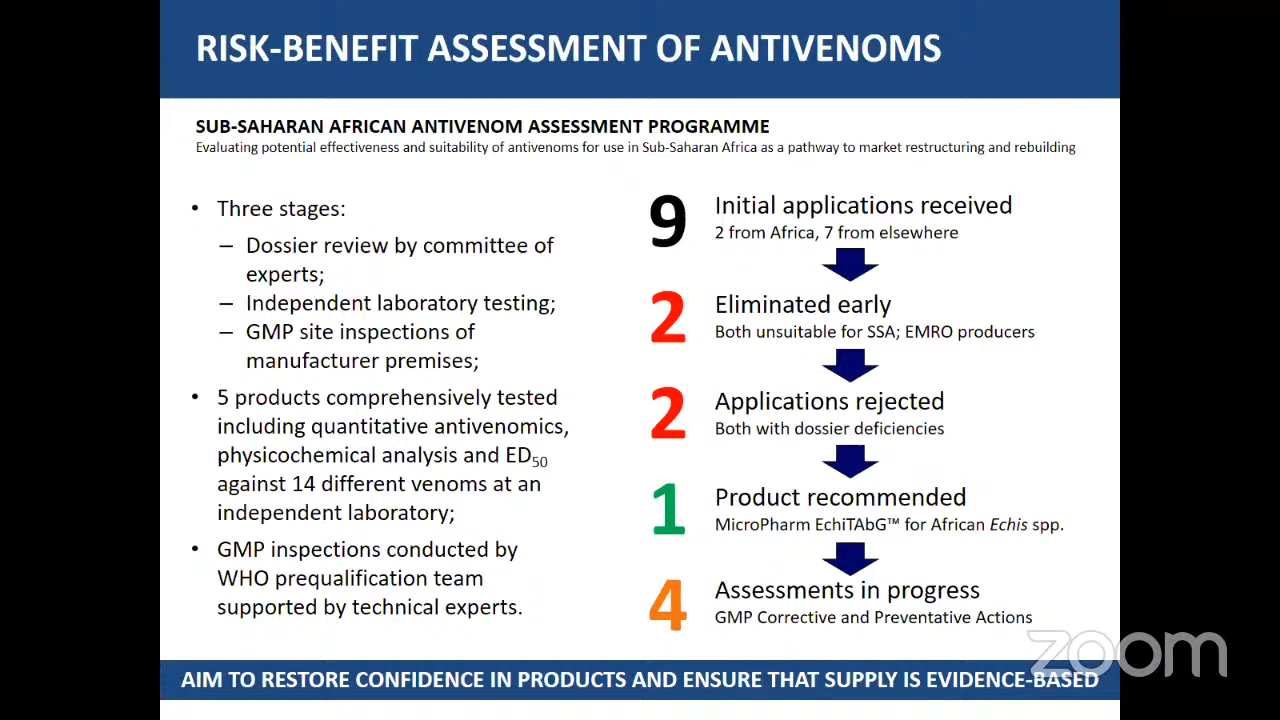 RISK-BENEFIT ASSESSMENT OF ANTIVENOMS
SUB-SAHARAN AFRICAN ANTIVENOM ASSESSMENT PROGRAMME
Evaluating potential effectiveness and suitability of antivenoms for use in Sub-Saharan Africa as a pathway to market restructuring and rebuilding
• Three stages:
– Dossier review by committee of
experts;
– Independent laboratory testing;
– GMP site inspections of
manufacturer premises;
• 5 products comprehensively tested
including quantitative antivenomics,
physicochemical analysis and ED50
against 14 different venoms at an
independent laboratory;
• GMP inspections conducted by
WHO prequalification team
supported by technical experts.
9 Initial applications received
2 from Africa, 7 from elsewhere
2 Eliminated early
Both unsuitable for SSA; EMRO producers
2 Applications rejected
Both with dossier deficiencies
1 Product recommended
MicroPharm EchiTAbG™ for African Echis spp.
4 Assessments in progress
GMP Corrective and Preventative Actions
zoom
AIM TO RESTORE CONFIDENCE IN PRODUCTS AND ENSURE THAT SUPPLY IS EVIDENCE-BASED